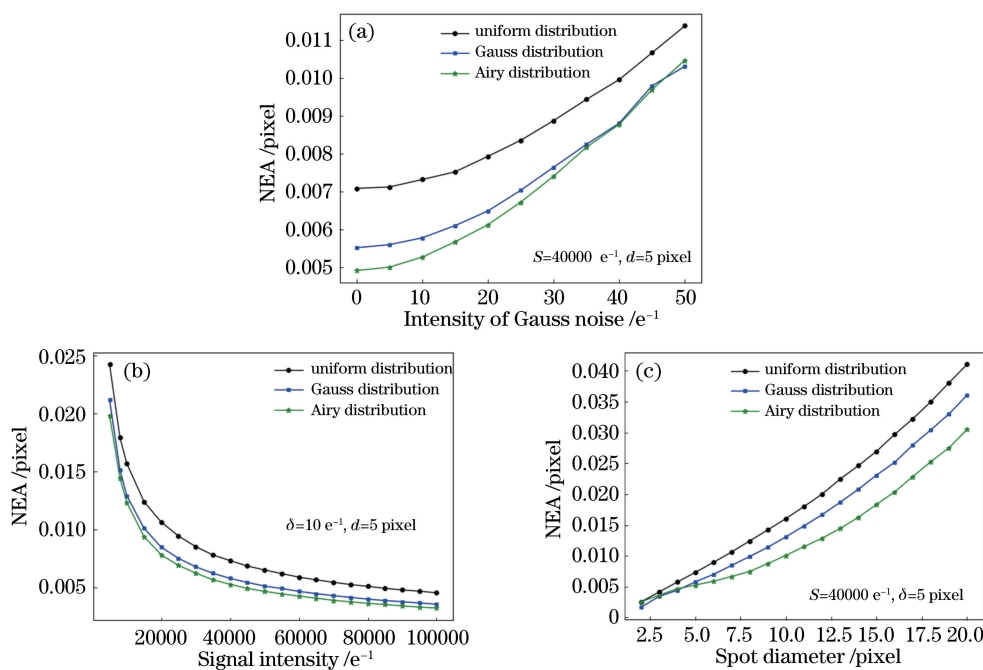 (a)
uniform distribution
Gauss distribution
Airy distribution
0.011
0.010
0.009
0.008
0.007
0.006
0.005
NEA /pixel
S=40000 e⁻¹, d=5 pixel
0 10 20 30 40 50
Intensity of Gauss noise /e⁻¹
(b)
uniform distribution
Gauss distribution
Airy distribution
0.025
0.020
0.015
0.010
0.005
NEA /pixel
δ=10 e⁻¹, d=5 pixel
20000 40000 60000 80000 100000
Signal intensity /e⁻¹
(c)
uniform distribution
Gauss distribution
Airy distribution
0.040
0.035
0.030
0.025
0.020
0.015
0.010
0.005
0
NEA /pixel
S=40000 e⁻¹, δ=5 pixel
2.5 5.0 7.5 10.0 12.5 15.0 17.5 20.0
Spot diameter /pixel